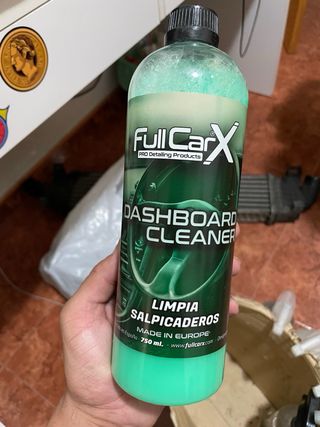 FullCarX
PRO Detailing Products
DASHBOARD
CLEANER
LIMPIA
SALPICADEROS
MADE IN EUROPE
750 ml.
www.fullcarx.com